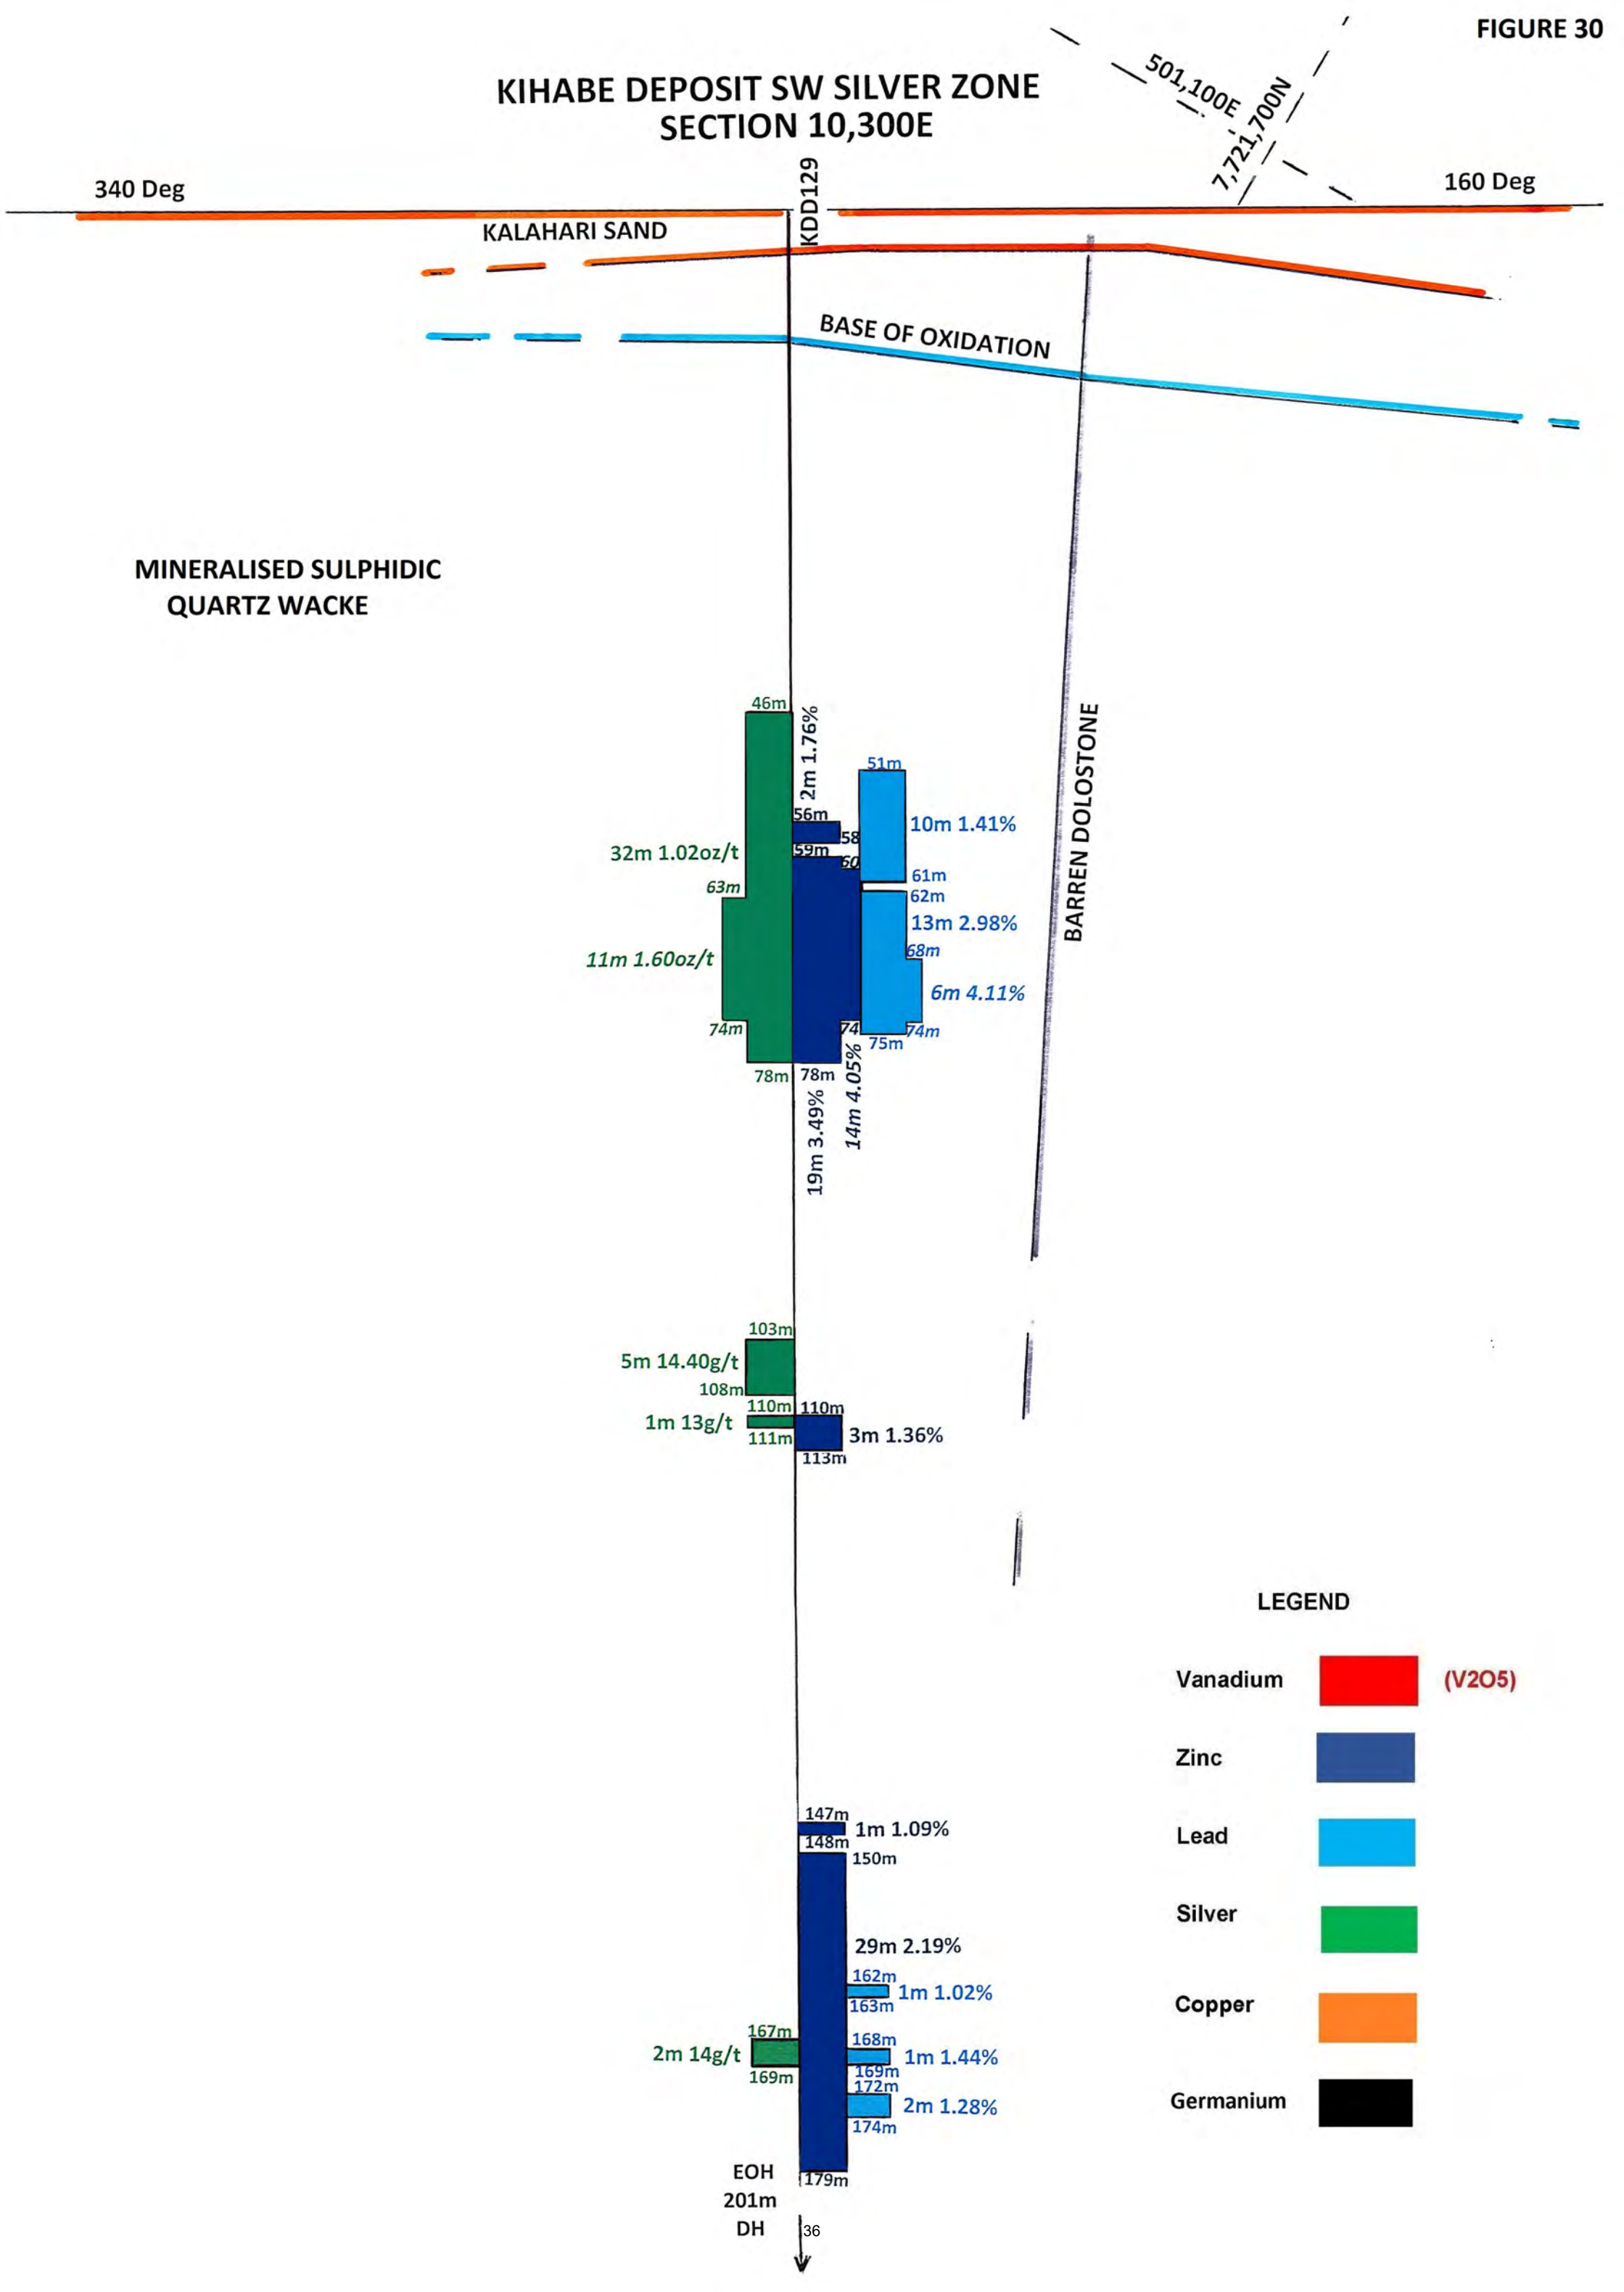 FIGURE 30
KIHABE DEPOSIT SW SILVER ZONE
SECTION 10,300E
501,100E
7,721,700N
340 Deg
KDD129
160 Deg
KALAHARI SAND
BASE OF OXIDATION
MINERALISED SULPHIDIC
QUARTZ WACKE
BARREN DOLOSTONE
46m
2m 1.76%
51m
56m
58
10m 1.41%
32m 1.02oz/t
59m
60
61m
63m
62m
13m 2.98%
68m
11m 1.60oz/t
6m 4.11%
74m
74
74m
75m
78m
78m
14m 4.05%
19m 3.49%
103m
5m 14.40g/t
108m
110m
110m
1m 13g/t
111m
3m 1.36%
113m
LEGEND
Vanadium
(V2O5)
Zinc
Lead
Silver
Copper
Germanium
147m
1m 1.09%
148m
150m
29m 2.19%
162m
1m 1.02%
163m
167m
168m
2m 14g/t
1m 1.44%
169m
169m
172m
2m 1.28%
174m
179m
EOH
201m
DH
36